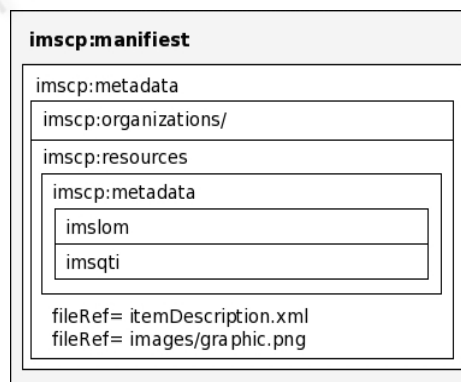 imscp:manifiest
imscp:metadata
imscp:organizations/
imscp:resources
imscp:metadata
imslom
imsqti
fileRef= itemDescription.xml
fileRef= images/graphic.png